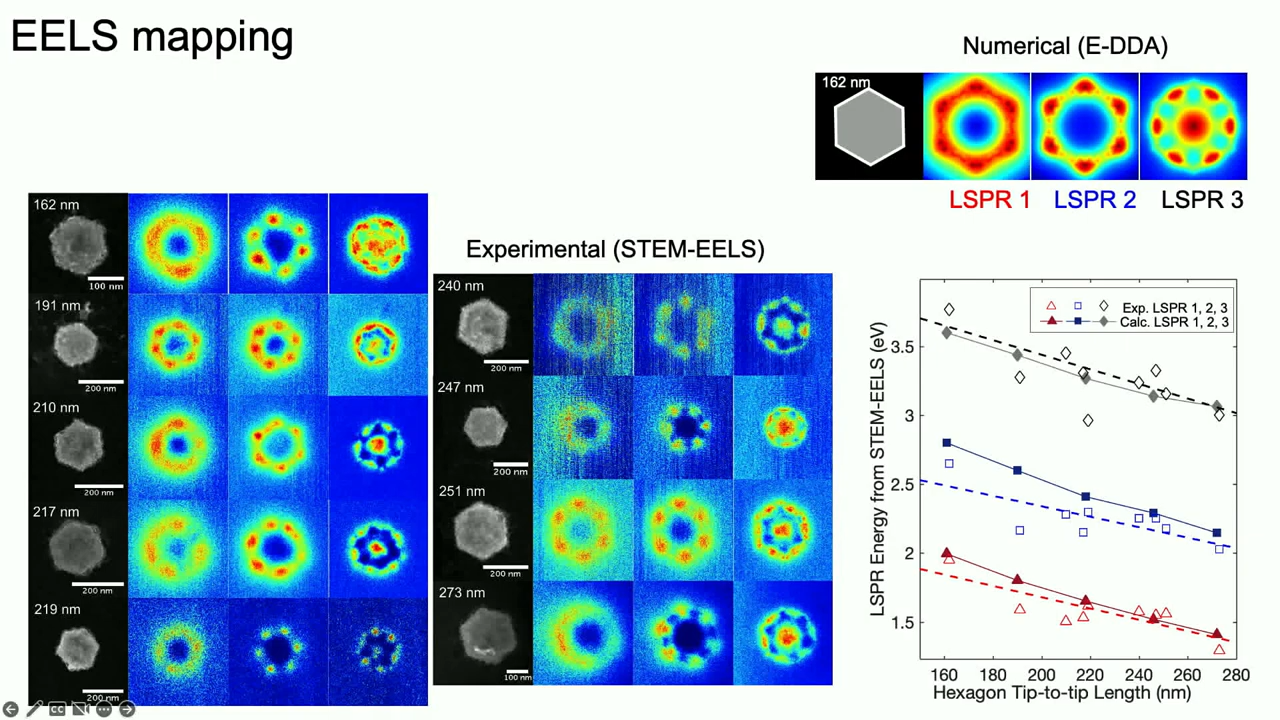 EELS mapping
Numerical (E-DDA)
162 nm
LSPR 1 LSPR 2 LSPR 3
162 nm
100 nm
191 nm
200 nm
210 nm
200 nm
217 nm
200 nm
219 nm
200 nm
Experimental (STEM-EELS)
240 nm
200 nm
247 nm
200 nm
251 nm
200 nm
273 nm
100 nm
LSPR Energy from STEM-EELS (eV)
Exp. LSPR 1, 2, 3
Calc. LSPR 1, 2, 3
3.5
3
2.5
2
1.5
160 180 200 220 240 260 280
Hexagon Tip-to-tip Length (nm)
CC